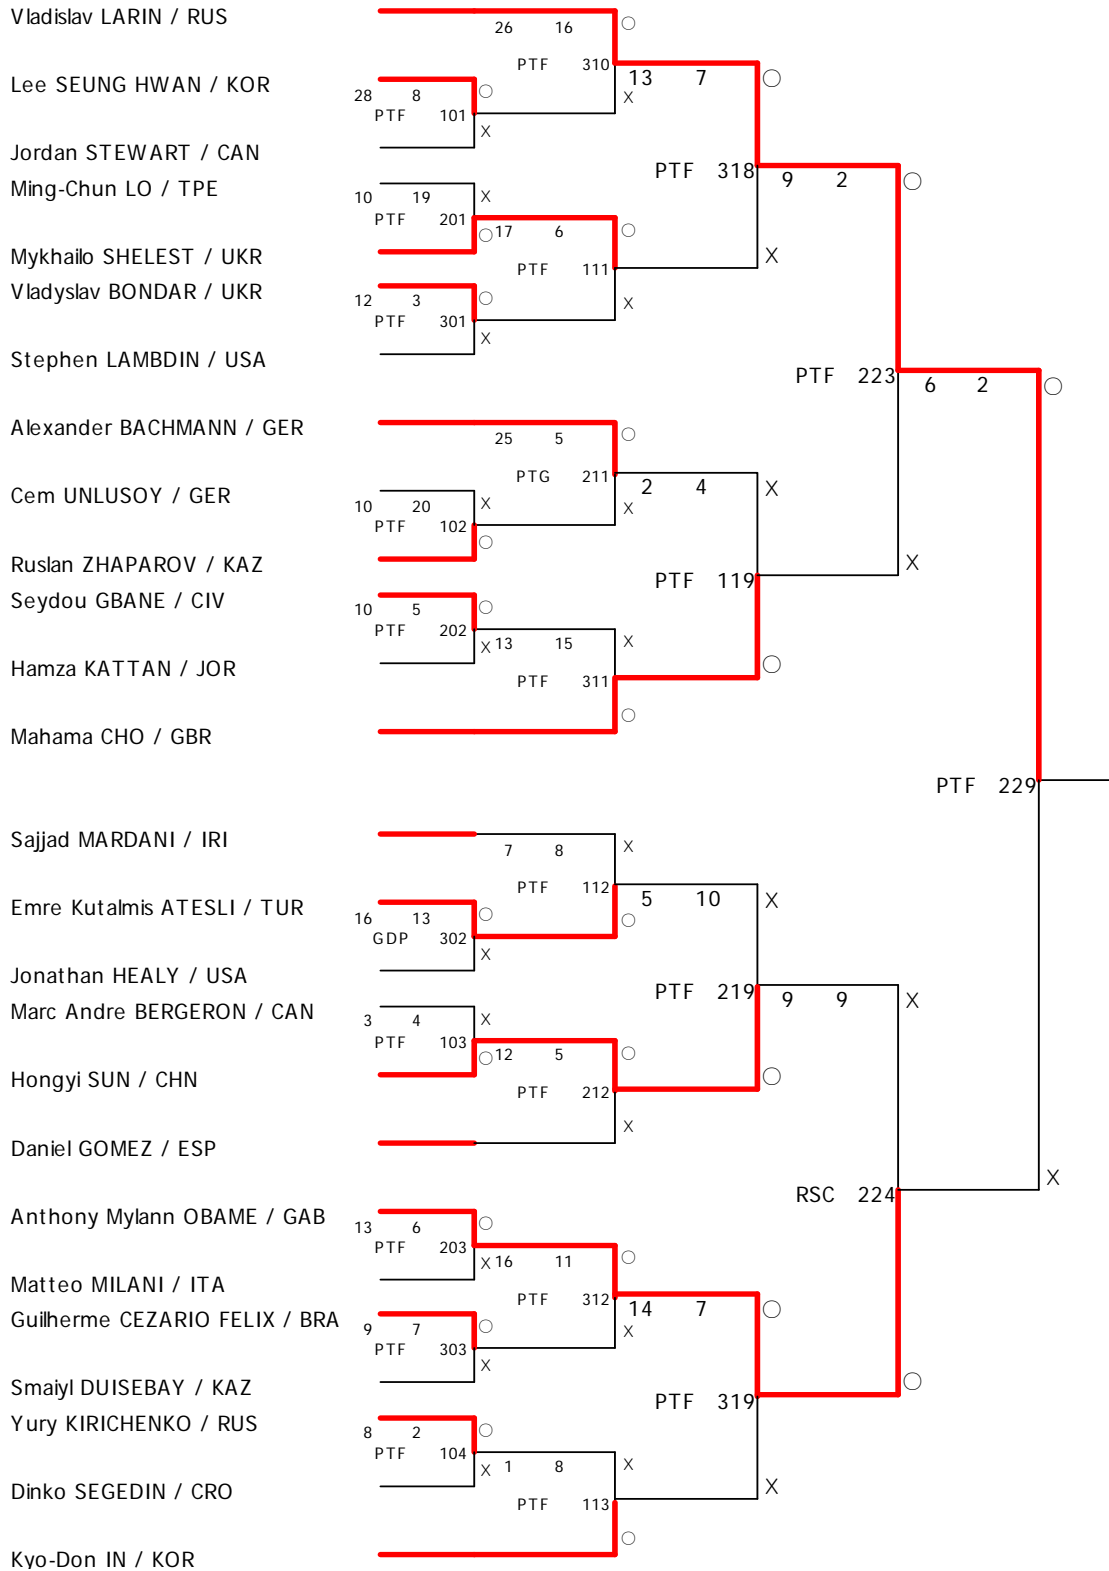 Vladislav LARIN / RUS
26 16 ○
PTF 310
13 7 ○
Lee SEUNG HWAN / KOR
28 8 ○ X
PTF 101
X
Jordan STEWART / CAN
PTF 318
9 2 ○
Ming-Chun LO / TPE
10 19 X
PTF 201
○ 17 6 ○
Mykhailo SHELEST / UKR
X
PTF 111
Vladyslav BONDAR / UKR
12 3 ○ X
PTF 301
X
Stephen LAMBDIN / USA
PTF 223
6 2 ○
Alexander BACHMANN / GER
25 5 ○
PTG 211
2 4 X
Cem UNLUSOY / GER
10 20 X X
PTF 102
○
Ruslan ZHAPAROV / KAZ
X
PTF 119
Seydou GBANE / CIV
10 5 ○
PTF 202
X 13 15 X
Hamza KATTAN / JOR
○
PTF 311
○
Mahama CHO / GBR
PTF 229
Sajjad MARDANI / IRI
7 8 X
PTF 112
5 10 X
Emre Kutalmis ATESLI / TUR
16 13 ○ ○
GDP 302
X
Jonathan HEALY / USA
PTF 219
9 9 X
Marc Andre BERGERON / CAN
3 4 X
PTF 103
○ 12 5 ○
Hongyi SUN / CHN
○
PTF 212
X
Daniel GOMEZ / ESP
X
RSC 224
Anthony Mylann OBAME / GAB
13 6 ○
PTF 203
X 16 11 ○
Matteo MILANI / ITA
PTF 312
14 7 ○
Guilherme CEZARIO FELIX / BRA
9 7 ○ X
PTF 303
X
Smaiyl DUISEBAY / KAZ
○
PTF 319
Yury KIRICHENKO / RUS
8 2 ○
PTF 104
X 1 8 X
Dinko SEGEDIN / CRO
X
PTF 113
○
Kyo-Don IN / KOR